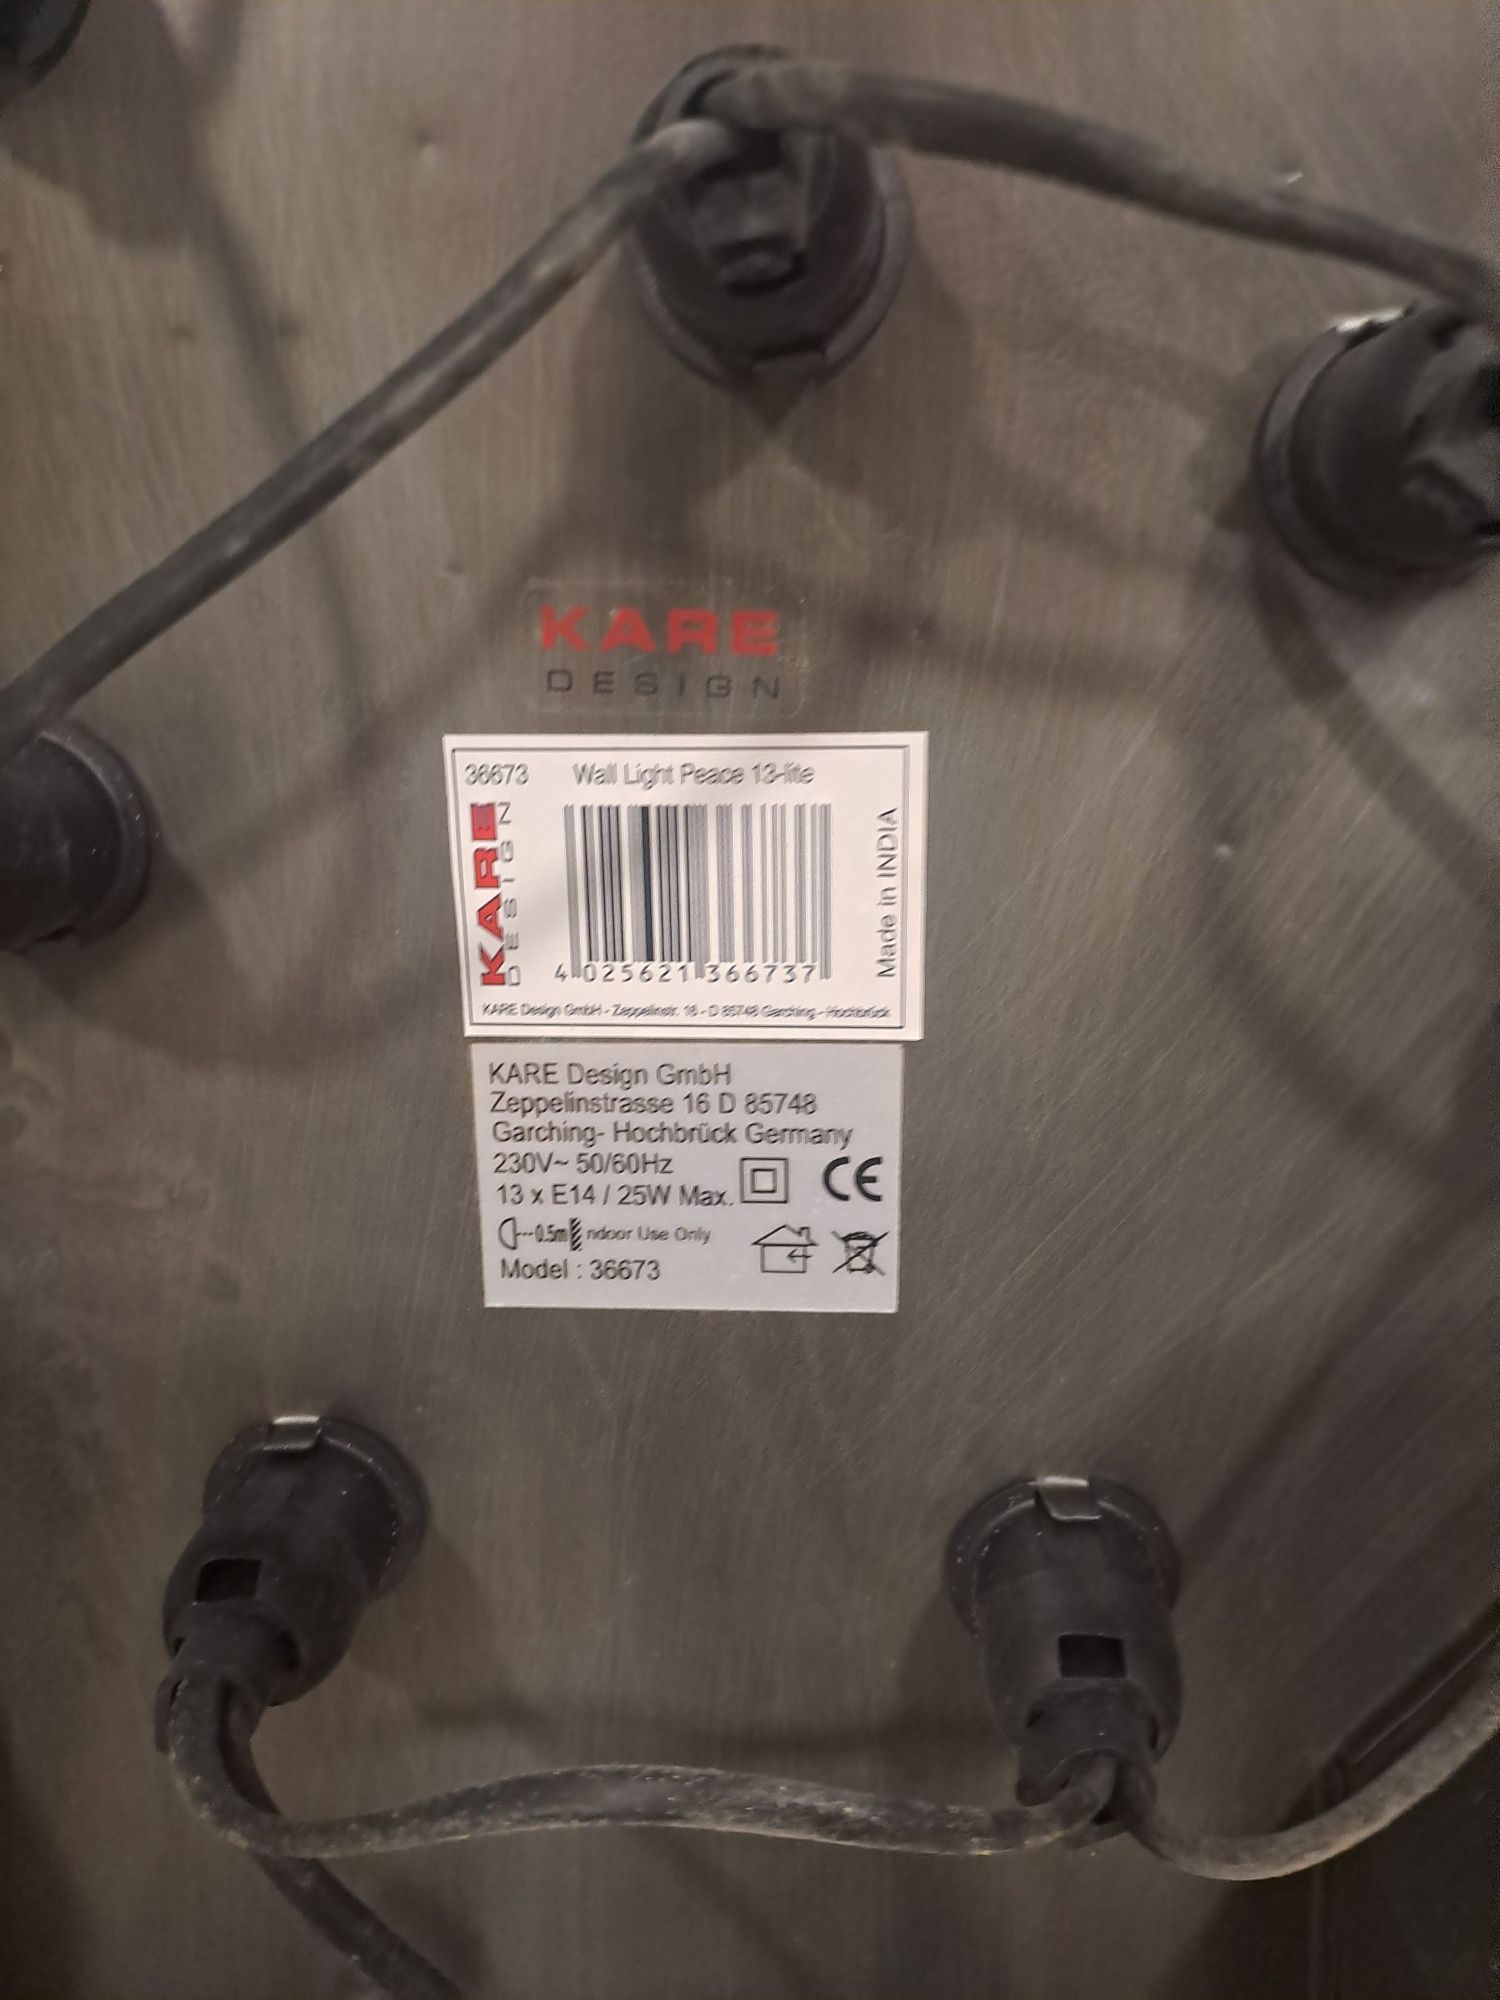 KARE
DESIGN
36673 Wall Light Peace 13-lite
KARE
DESIGN
4 025621 366737
Made in INDIA
KARE Design GmbH - Zeppelinstr. 16 - D 85748 Garching - Hochbrück
KARE Design GmbH
Zeppelinstrasse 16 D 85748
Garching- Hochbrück Germany
230V~ 50/60Hz
13 x E14 / 25W Max.
CE
0.5m ndoor Use Only
Model : 36673